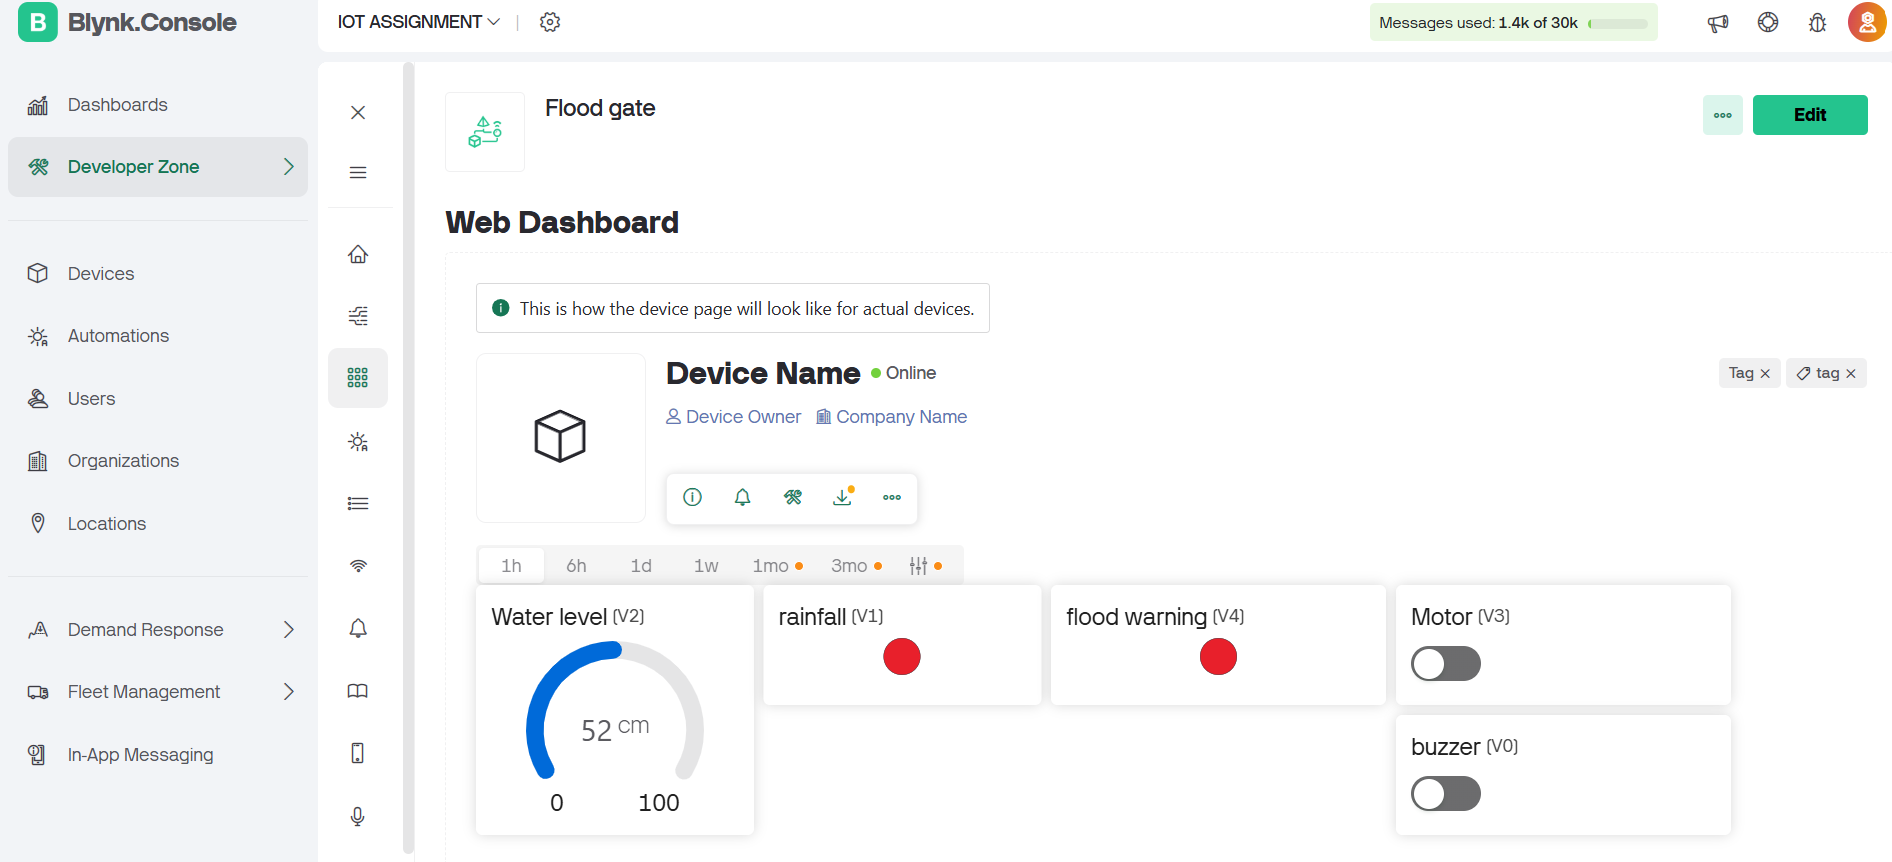 B Blynk.Console
IOT ASSIGNMENT
Messages used: 1.4k of 30k
Dashboards
Developer Zone
Devices
Automations
Users
Organizations
Locations
Demand Response
Fleet Management
In-App Messaging
Flood gate
Edit
Web Dashboard
This is how the device page will look like for actual devices.
Device Name Online
Tag tag
Device Owner Company Name
1h 6h 1d 1w 1mo 3mo
Water level (V2)
52 cm
0 100
rainfall (V1)
flood warning (V4)
Motor (V3)
buzzer (V0)